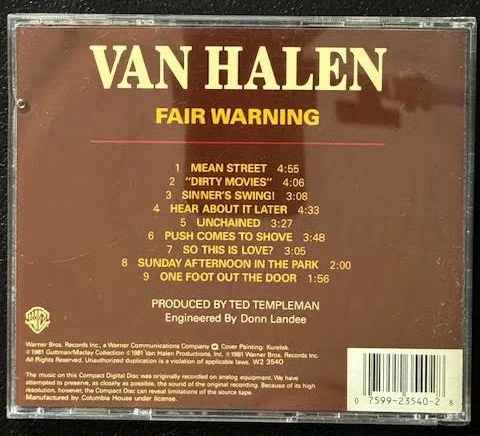 VAN HALEN
FAIR WARNING
1 MEAN STREET 4:55
2 "DIRTY MOVIES" 4:06
3 SINNER'S SWING! 3:08
4 HEAR ABOUT IT LATER 4:33
5 UNCHAINED 3:27
6 PUSH COMES TO SHOVE 3:48
7 SO THIS IS LOVE? 3:05
8 SUNDAY AFTERNOON IN THE PARK 2:00
9 ONE FOOT OUT THE DOOR 1:56
PRODUCED BY TED TEMPLEMAN
Engineered By Donn Landee
Warner Bros. Records Inc., a Warner Communications Company Cover Painting: Kurelek.
©1981 Guttman/Maclay Collection ©1981 Van Halen Productions, Inc. ℗1981 Warner Bros. Records Inc.
All Rights Reserved. Unauthorized duplication is a violation of applicable laws. W2 3540
The music on this Compact Digital Disc was originally recorded on analog equipment. We have
attempted to preserve, as closely as possible, the sound of the original recording. Because of its high
resolution, however, the Compact Disc can reveal limitations of the source tape.
Manufactured by Columbia House under license.
0 7599-23540-2 8